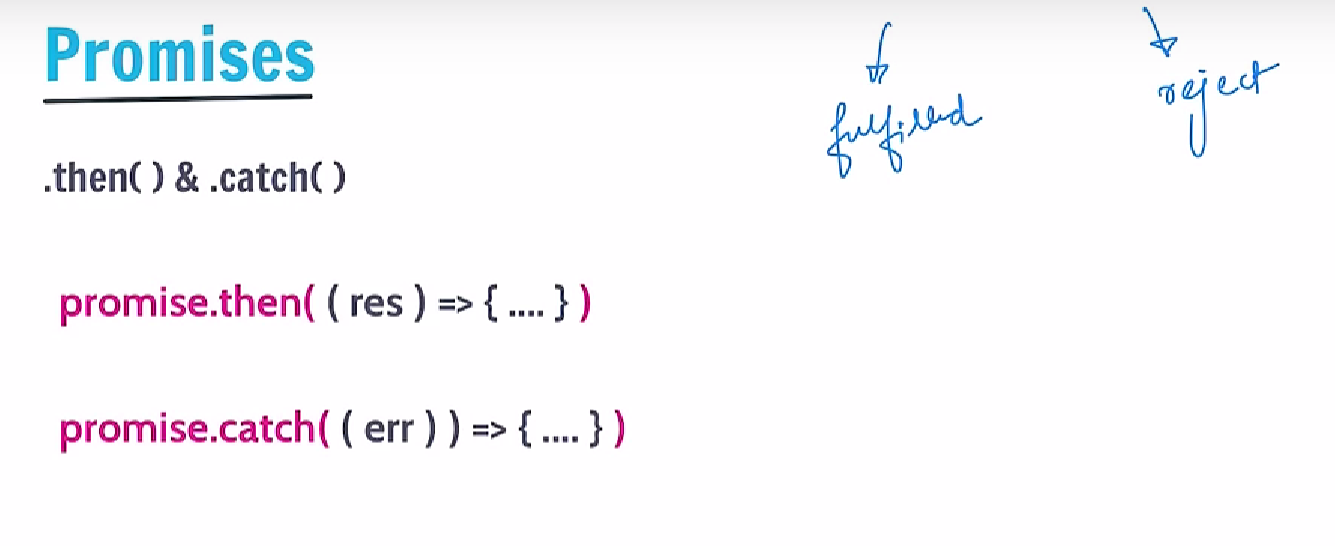 Promises
fulfilled
reject
.then( ) & .catch( )
promise.then( ( res ) => { .... } )
promise.catch( ( err ) ) => { .... } )